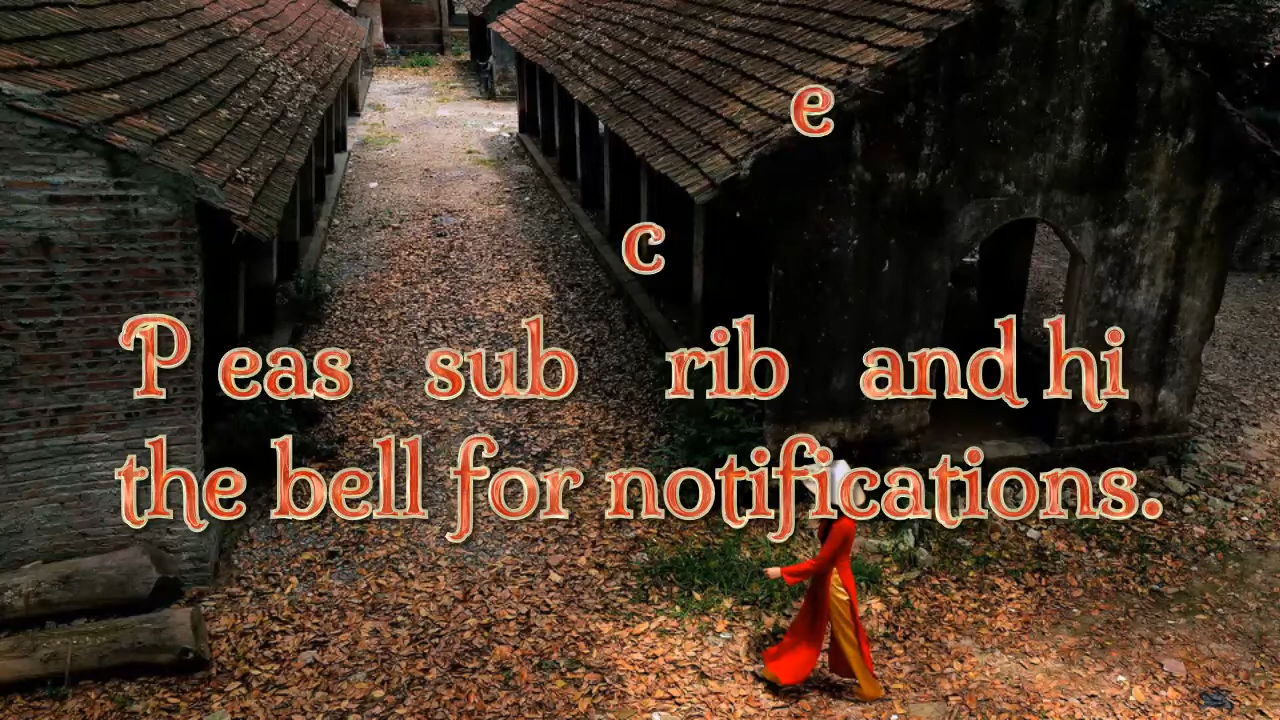 e
c
P eas sub rib and hi
the bell for notifications.